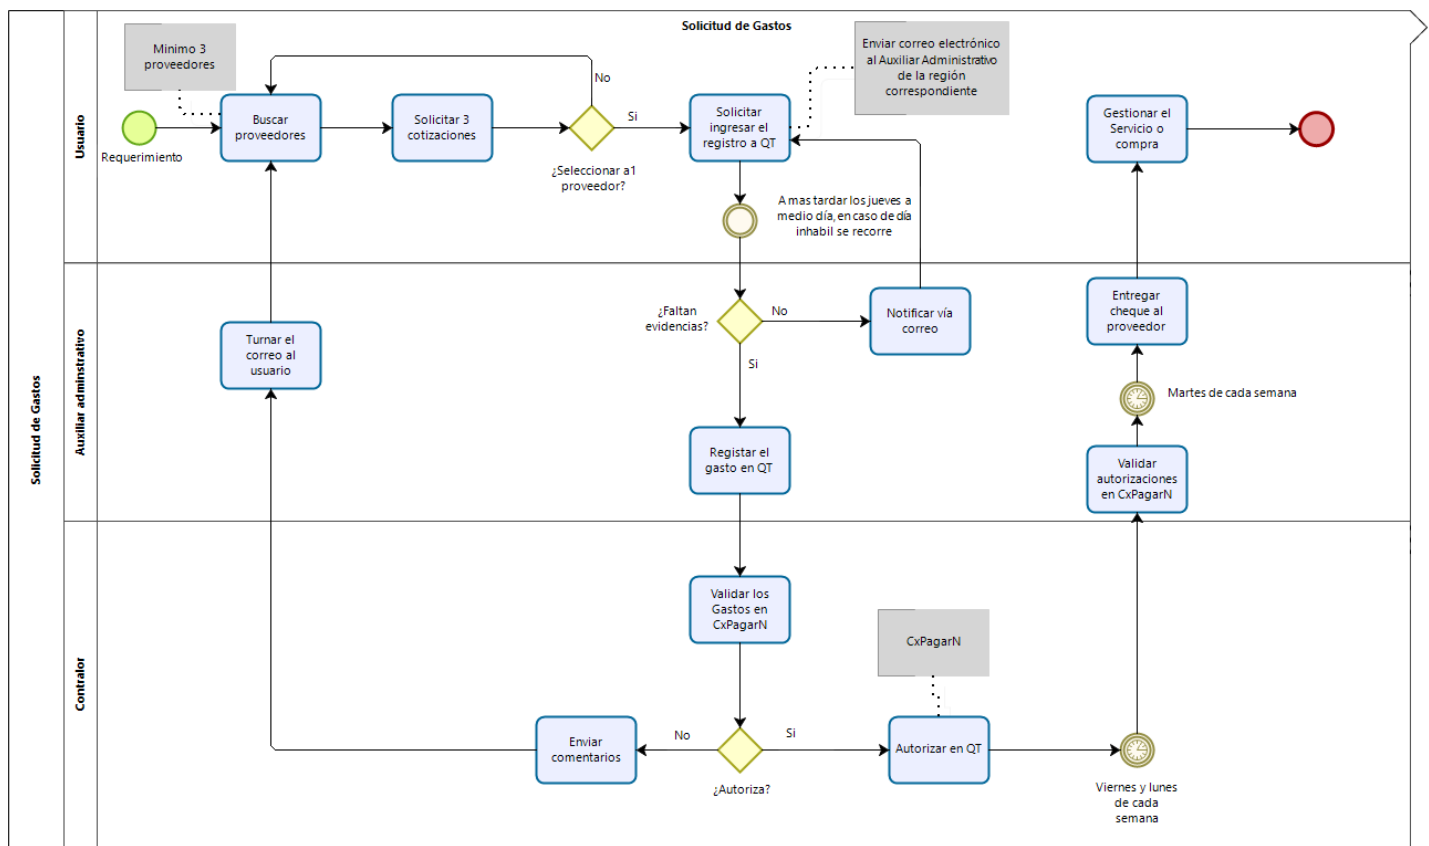 Solicitud de Gastos
Solicitud de Gastos
Usuario
Minimo 3
proveedores
Requerimiento
Buscar
proveedores
Solicitar 3
cotizaciones
No
Si
¿Seleccionar a1
proveedor?
Solicitar
ingresar el
registro a QT
Enviar correo electrónico
al Auxiliar Administrativo
de la región
correspondiente
A mas tardar los jueves a
medio día, en caso de día
inhabil se recorre
Gestionar el
Servicio o
compra
Auxiliar adminstrativo
Turnar el
correo al
usuario
¿Faltan
evidencias?
No
Si
Notificar vía
correo
Registar el
gasto en QT
Entregar
cheque al
proveedor
Martes de cada semana
Validar
autorizaciones
en CxPagarN
Contralor
Validar los
Gastos en
CxPagarN
CxPagarN
Enviar
comentarios
No
Si
¿Autoriza?
Autorizar en QT
Viernes y lunes
de cada
semana